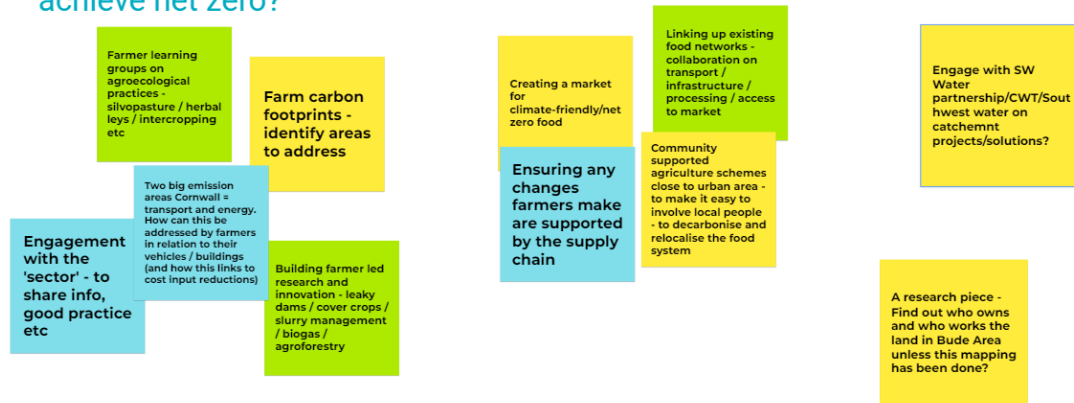 achieve net zero?
Farmer learning
groups on
agroecological
practices -
silvopasture / herbal
leys / intercropping
etc
Farm carbon
footprints -
identify areas
to address
Two big emission
areas Cornwall =
transport and energy.
How can this be
addressed by farmers
in relation to their
vehicles / buildings
(and how this links to
cost input reductions)
Engagement
with the
'sector' - to
share info,
good practice
etc
Building farmer led
research and
innovation - leaky
dams / cover crops /
slurry management
/ biogas /
agroforestry
Creating a market
for
climate-friendly/net
zero food
Linking up existing
food networks -
collaboration on
transport /
infrastructure /
processing / access
to market
Ensuring any
changes
farmers make
are supported
by the supply
chain
Community
supported
agriculture schemes
close to urban area -
to make it easy to
involve local people
- to decarbonise and
relocalise the food
system
Engage with SW
Water
partnership/CWT/Sout
hwest water on
catchemnt
projects/solutions?
A research piece -
Find out who owns
and who works the
land in Bude Area
unless this mapping
has been done?